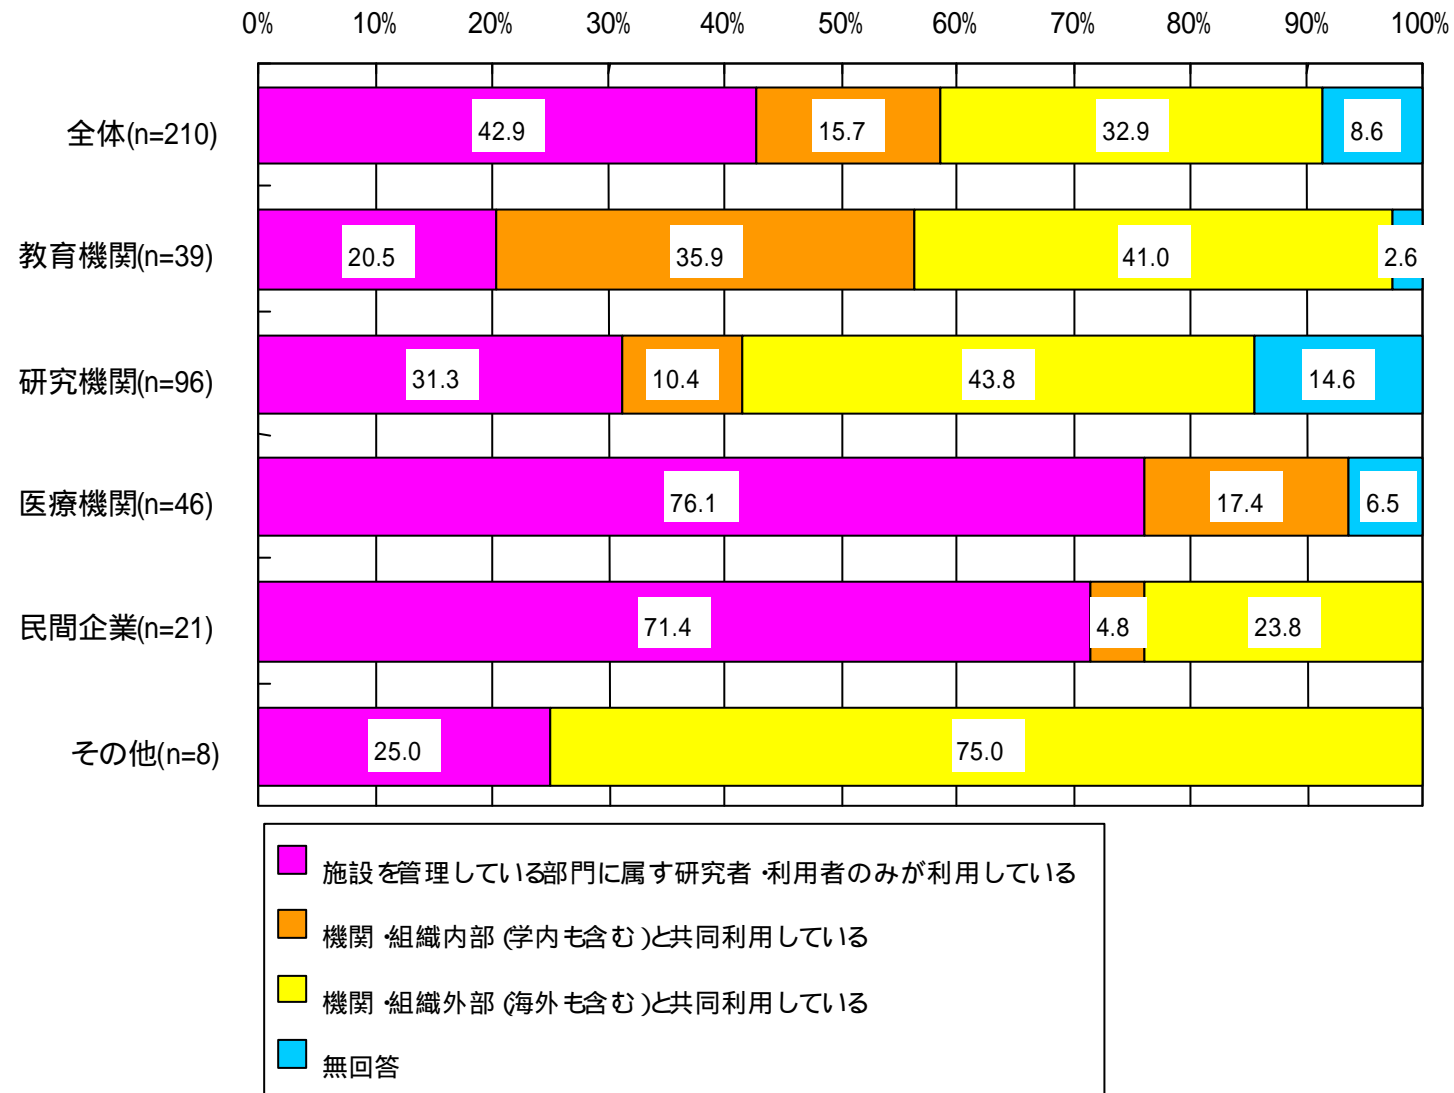 0% 10% 20% 30% 40% 50% 60% 70% 80% 90% 100%
全体(n=210) 42.9 15.7 32.9 8.6
教育機関(n=39) 20.5 35.9 41.0 2.6
研究機関(n=96) 31.3 10.4 43.8 14.6
医療機関(n=46) 76.1 17.4 6.5
民間企業(n=21) 71.4 4.8 23.8
その他(n=8) 25.0 75.0
施設を管理している部門に属す研究者・利用者のみが利用している
機関・組織内部(学内も含む)と共同利用している
機関・組織外部(海外も含む)と共同利用している
無回答